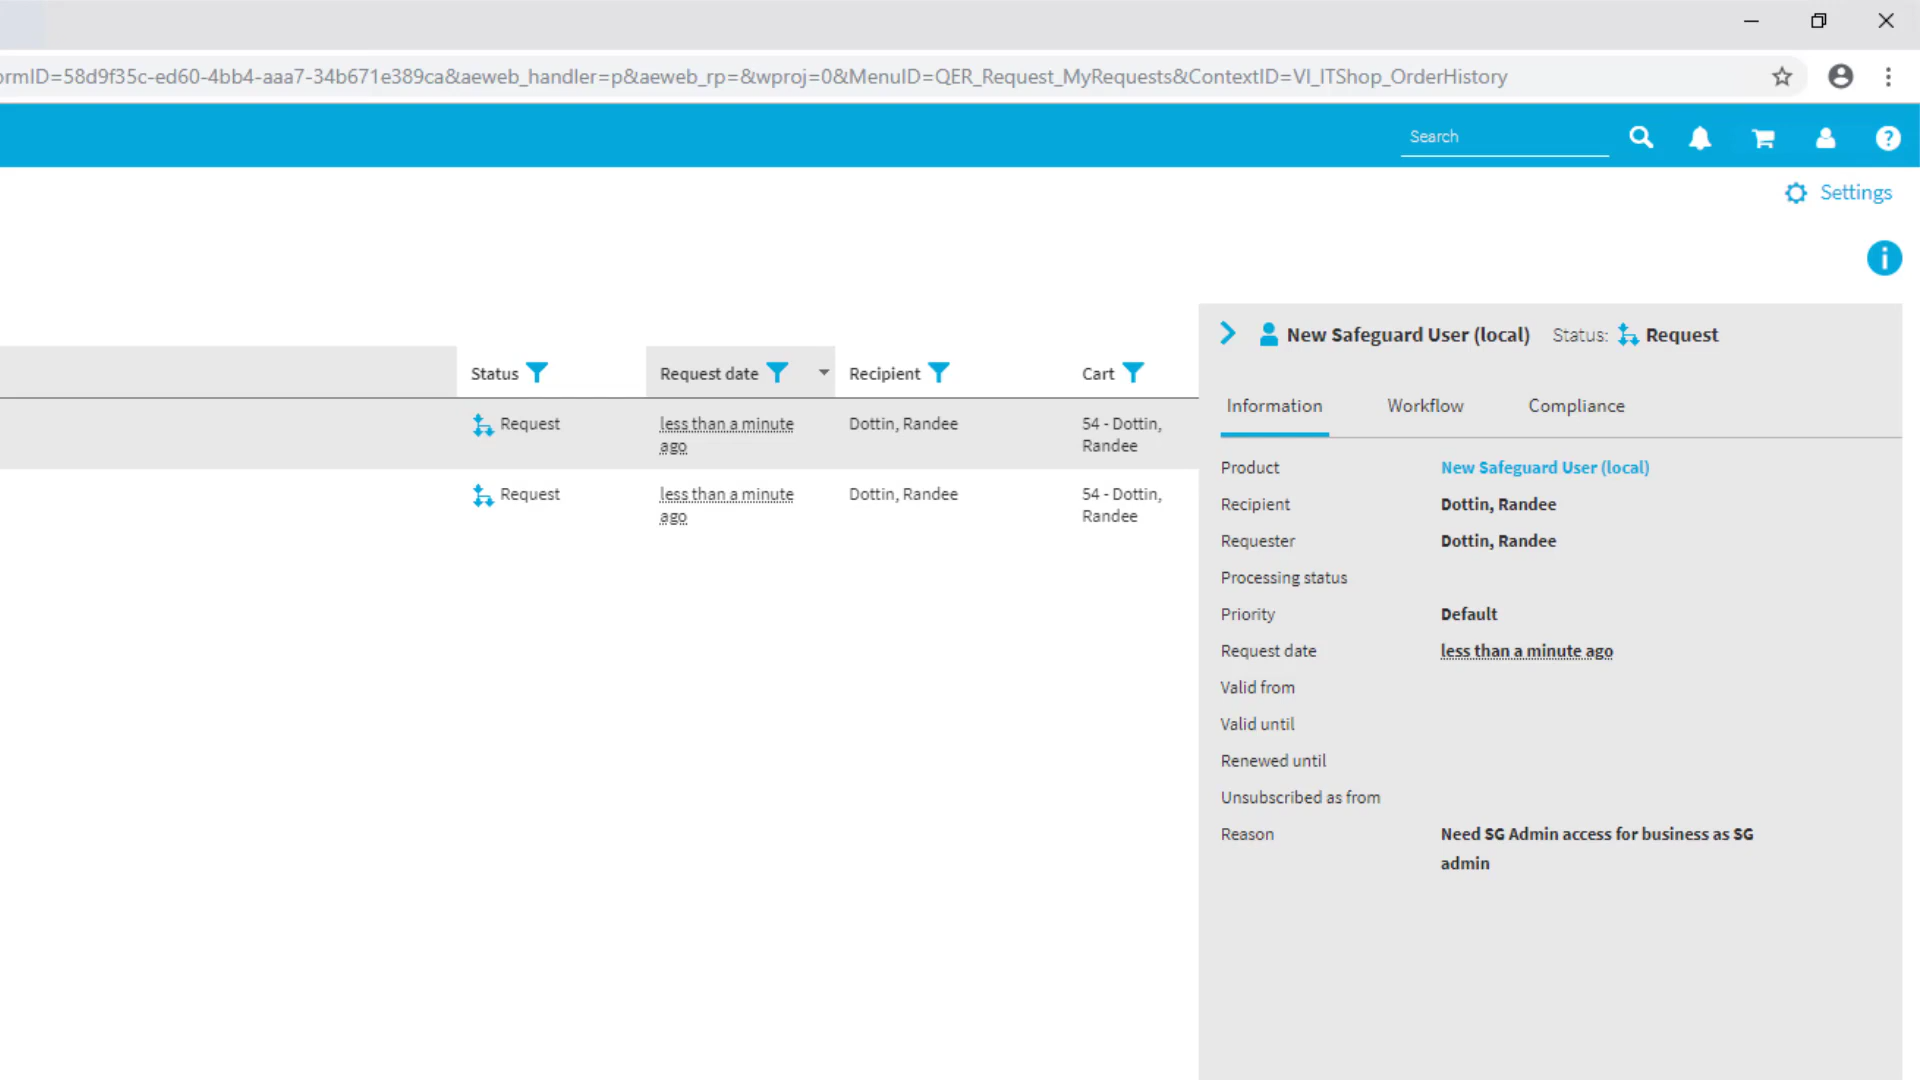 ormID=58d9f35c-ed60-4bb4-aaa7-34b671e389ca&aeweb_handler=p&aeweb_rp=&wproj=0&MenuID=QER_Request_MyRequests&ContextID=VI_ITShop_OrderHistory
Search
Settings
New Safeguard User (local) Status: Request
Status Request date Recipient Cart
Request less than a minute ago Dottin, Randee 54 - Dottin, Randee
Request less than a minute ago Dottin, Randee 54 - Dottin, Randee
Information Workflow Compliance
Product New Safeguard User (local)
Recipient Dottin, Randee
Requester Dottin, Randee
Processing status
Priority Default
Request date less than a minute ago
Valid from
Valid until
Renewed until
Unsubscribed as from
Reason Need SG Admin access for business as SG
admin